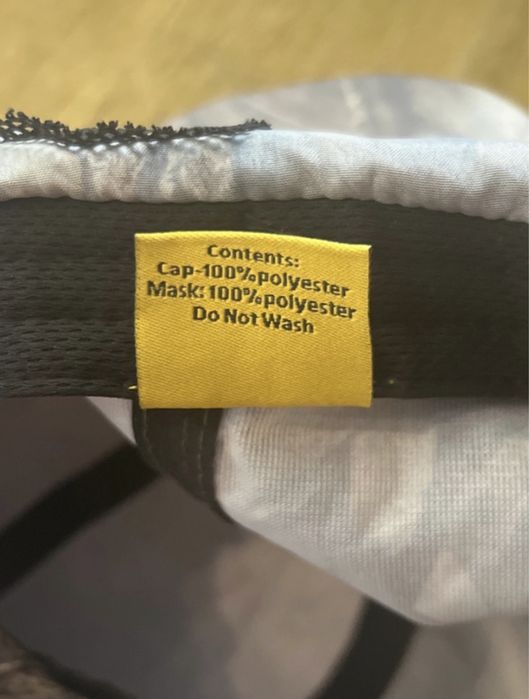 Contents:
Cap-100%polyester
Mask:100%polyester
Do Not Wash